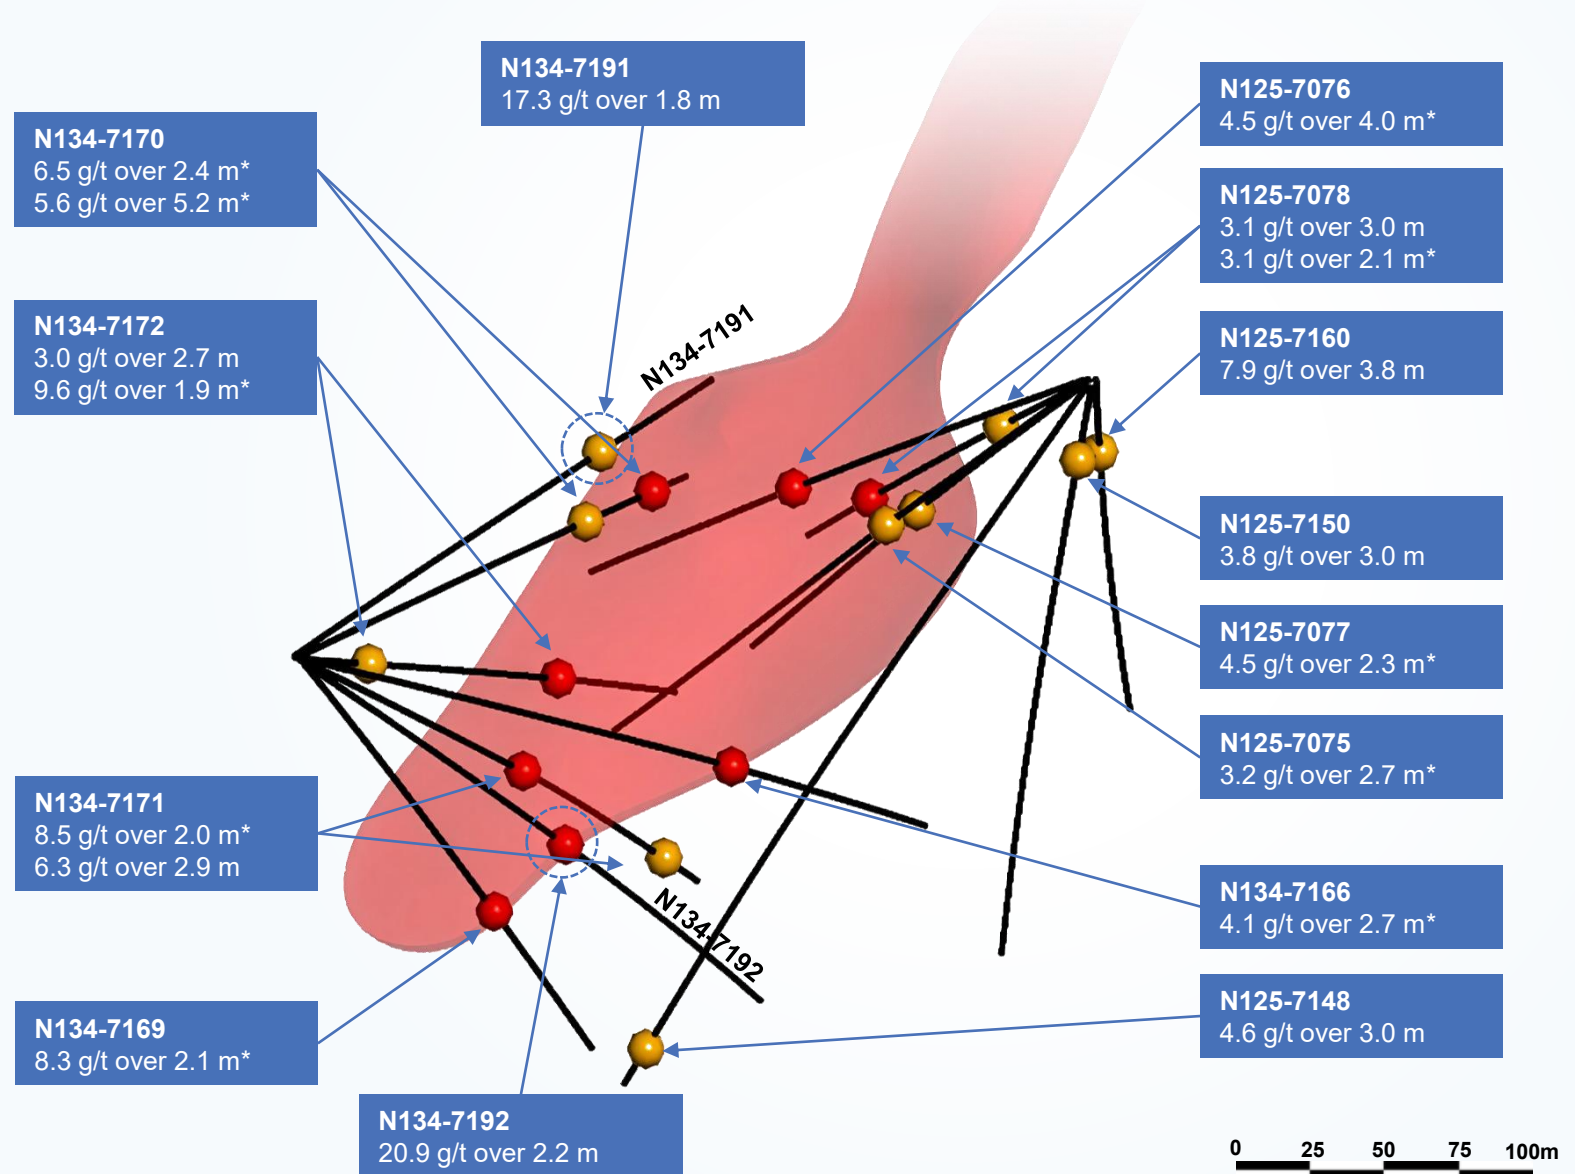 N134-7191
17.3 g/t over 1.8 m
N134-7170
6.5 g/t over 2.4 m*
5.6 g/t over 5.2 m*
N134-7172
3.0 g/t over 2.7 m
9.6 g/t over 1.9 m*
N134-7171
8.5 g/t over 2.0 m*
6.3 g/t over 2.9 m
N134-7169
8.3 g/t over 2.1 m*
N134-7192
20.9 g/t over 2.2 m
N134-7191
N134-7192
N125-7076
4.5 g/t over 4.0 m*
N125-7078
3.1 g/t over 3.0 m
3.1 g/t over 2.1 m*
N125-7160
7.9 g/t over 3.8 m
N125-7150
3.8 g/t over 3.0 m
N125-7077
4.5 g/t over 2.3 m*
N125-7075
3.2 g/t over 2.7 m*
N134-7166
4.1 g/t over 2.7 m*
N125-7148
4.6 g/t over 3.0 m
0 25 50 75 100m